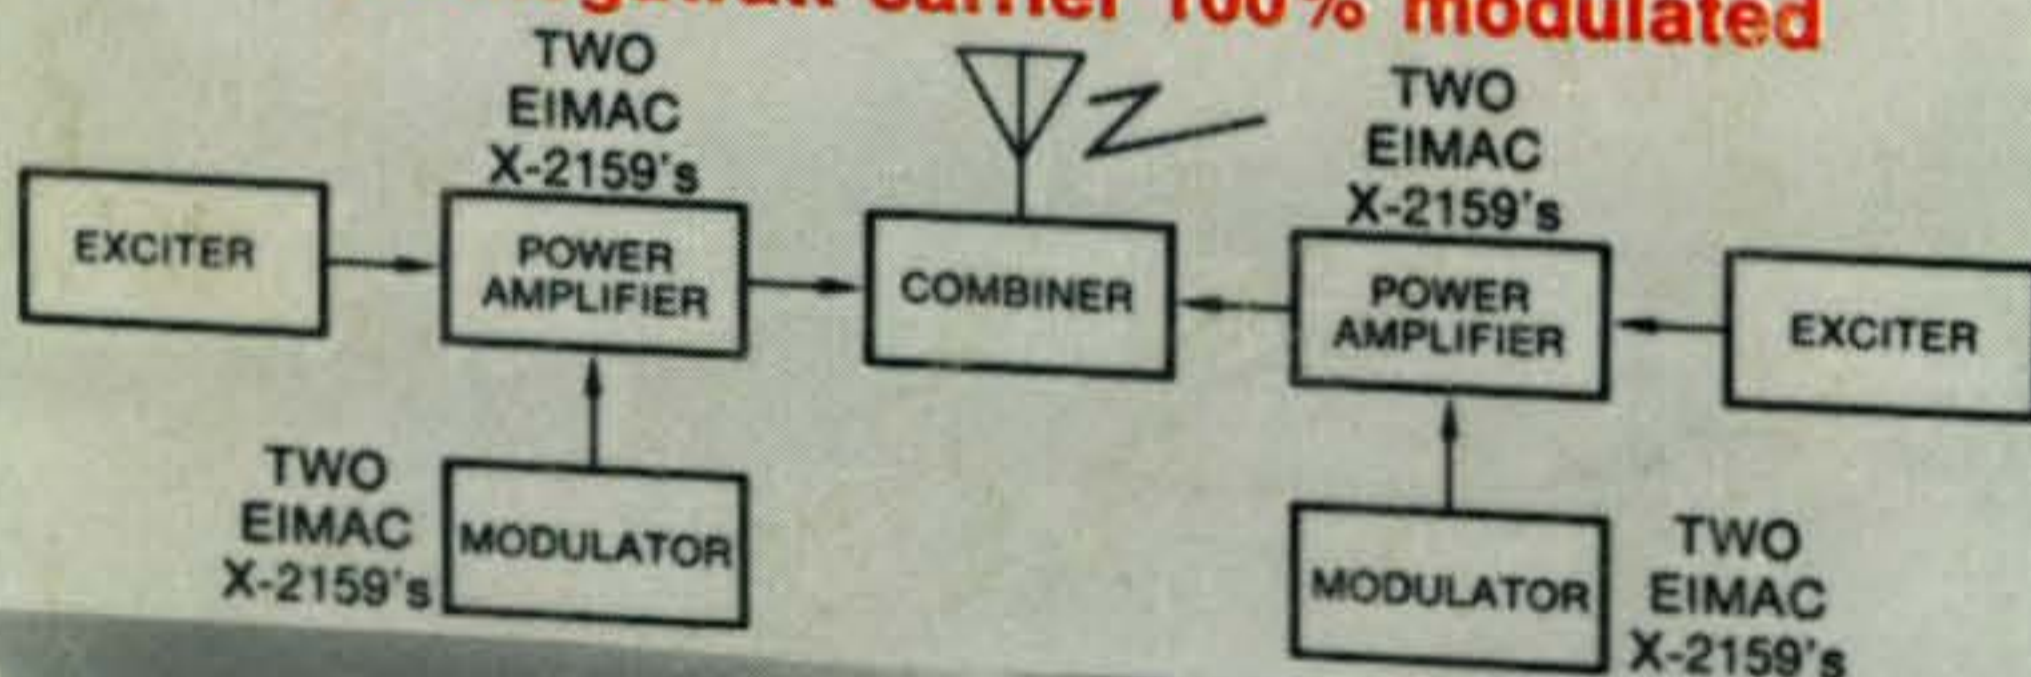 carrier 100% modulated
TWO
EIMAC
X-2159's
TWO
EIMAC
X-2159's
EXCITER
POWER
AMPLIFIER
COMBINER
POWER
AMPLIFIER
EXCITER
TWO
EIMAC
X-2159's
MODULATOR
MODULATOR
TWO
EIMAC
X-2159's